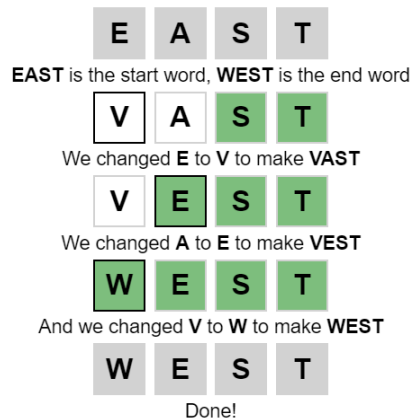 E A S T
EAST is the start word, WEST is the end word
V A S T
We changed E to V to make VAST
V E S T
We changed A to E to make VEST
W E S T
And we changed V to W to make WEST
W E S T
Done!